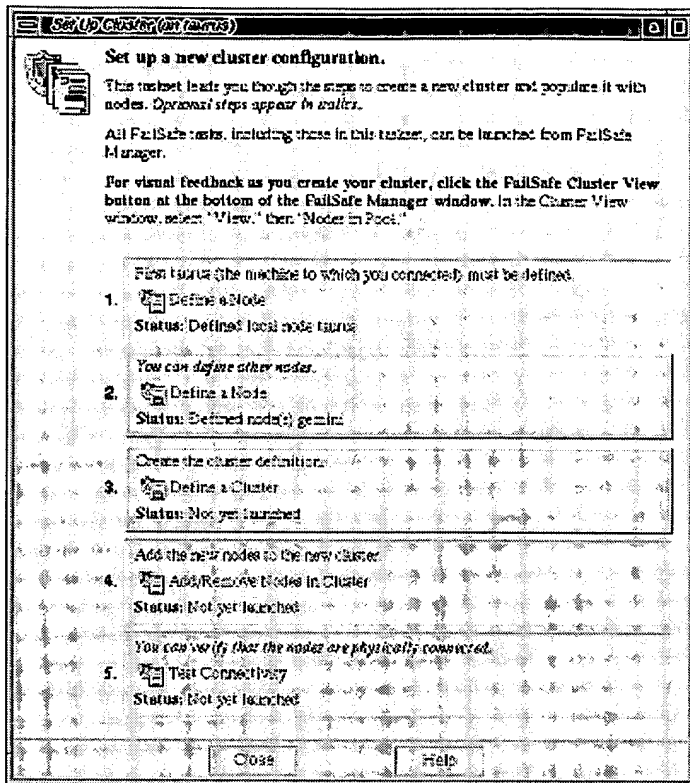 Set Up Cluster (on taurus)
Set up a new cluster configuration.
This taskset leads you though the steps to create a new cluster and populate it with
nodes. Optional steps appear in italics.
All FailSafe tasks, including those in this taskset, can be launched from FailSafe
Manager.
For visual feedback as you create your cluster, click the FailSafe Cluster View
button at the bottom of the FailSafe Manager window. In the Cluster View
window, select "View," then "Nodes in Pool."
First taurus (the machine to which you connected) must be defined.
1. Define a Node
Status: Defined local node taurus
You can define other nodes.
2. Define a Node
Status: Defined node(s) gemini
Create the cluster definition.
3. Define a Cluster
Status: Not yet launched
Add the new nodes to the new cluster.
4. Add/Remove Nodes in Cluster
Status: Not yet launched
You can verify that the nodes are physically connected.
5. Test Connectivity
Status: Not yet launched
Close
Help